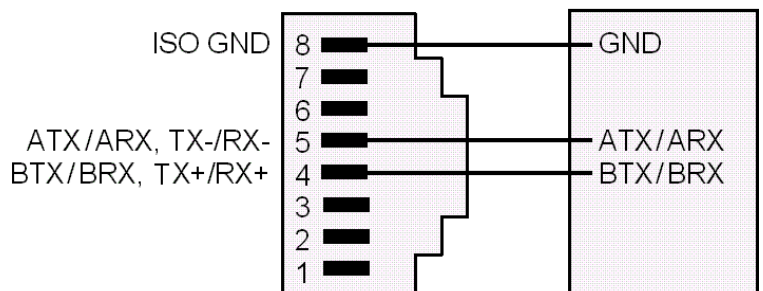 ISO GND 8 GND
7
6
ATX/ARX, TX-/RX- 5 ATX/ARX
BTX/BRX, TX+/RX+ 4 BTX/BRX
3
2
1